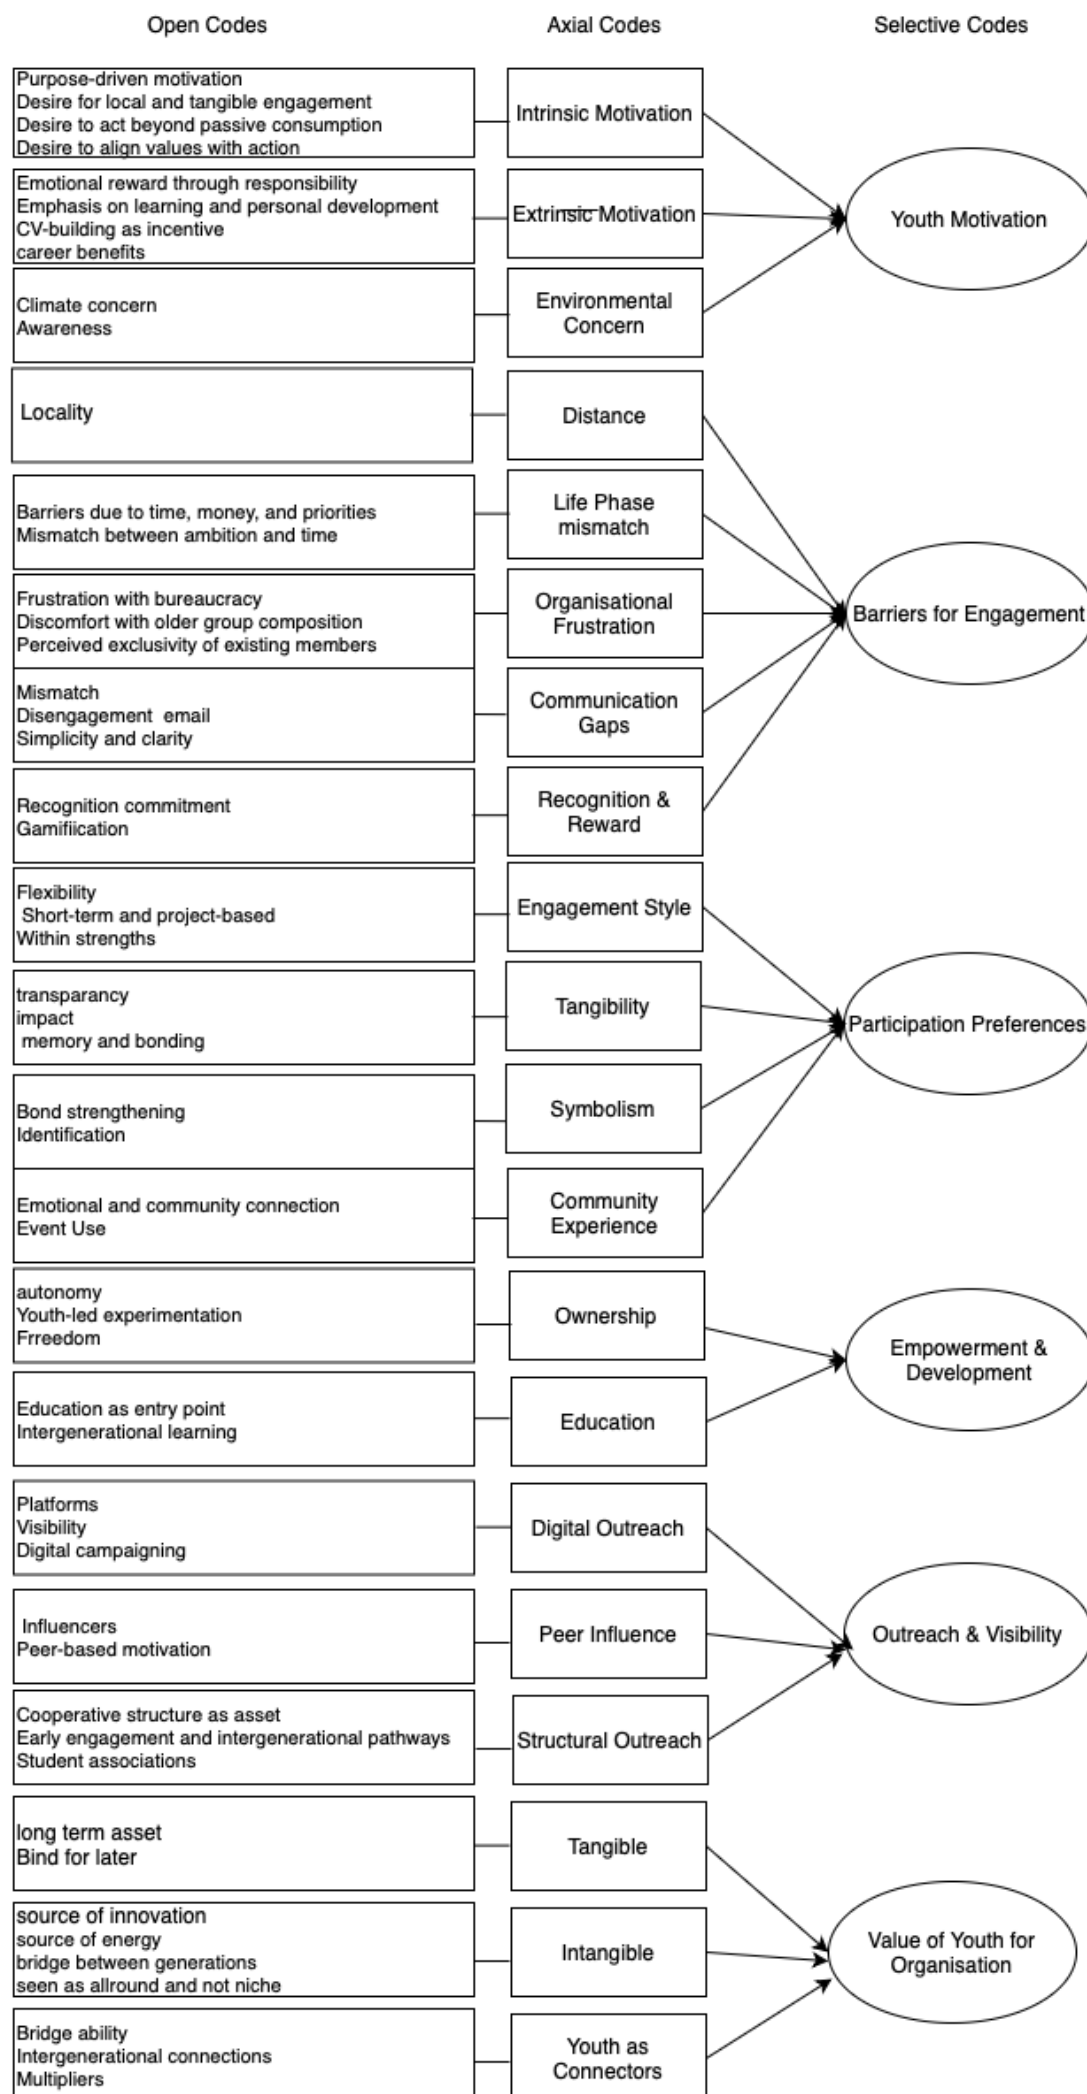 Open Codes
Axial Codes
Selective Codes
Purpose-driven motivation
Desire for local and tangible engagement
Desire to act beyond passive consumption
Desire to align values with action
Intrinsic Motivation
Youth Motivation
Emotional reward through responsibility
Emphasis on learning and personal development
CV-building as incentive
career benefits
Extrinsic Motivation
Climate concern
Awareness
Environmental
Concern
Locality
Distance
Barriers due to time, money, and priorities
Mismatch between ambition and time
Life Phase
mismatch
Frustration with bureaucracy
Discomfort with older group composition
Perceived exclusivity of existing members
Organisational
Frustration
Barriers for Engagement
Mismatch
Disengagement  email
Simplicity and clarity
Communication
Gaps
Recognition commitment
Gamifiication
Recognition &
Reward
Flexibility
Short-term and project-based
Within strengths
Engagement Style
transparancy
impact
memory and bonding
Tangibility
Participation Preferences
Bond strengthening
Identification
Symbolism
Emotional and community connection
Event Use
Community
Experience
autonomy
Youth-led experimentation
Frreedom
Ownership
Empowerment &
Development
Education as entry point
Intergenerational learning
Education
Platforms
Visibility
Digital campaigning
Digital Outreach
Influencers
Peer-based motivation
Peer Influence
Outreach & Visibility
Cooperative structure as asset
Early engagement and intergenerational pathways
Student associations
Structural Outreach
long term asset
Bind for later
Tangible
source of innovation
source of energy
bridge between generations
seen as allround and not niche
Intangible
Value of Youth for
Organisation
Bridge ability
Intergenerational connections
Multipliers
Youth as
Connectors